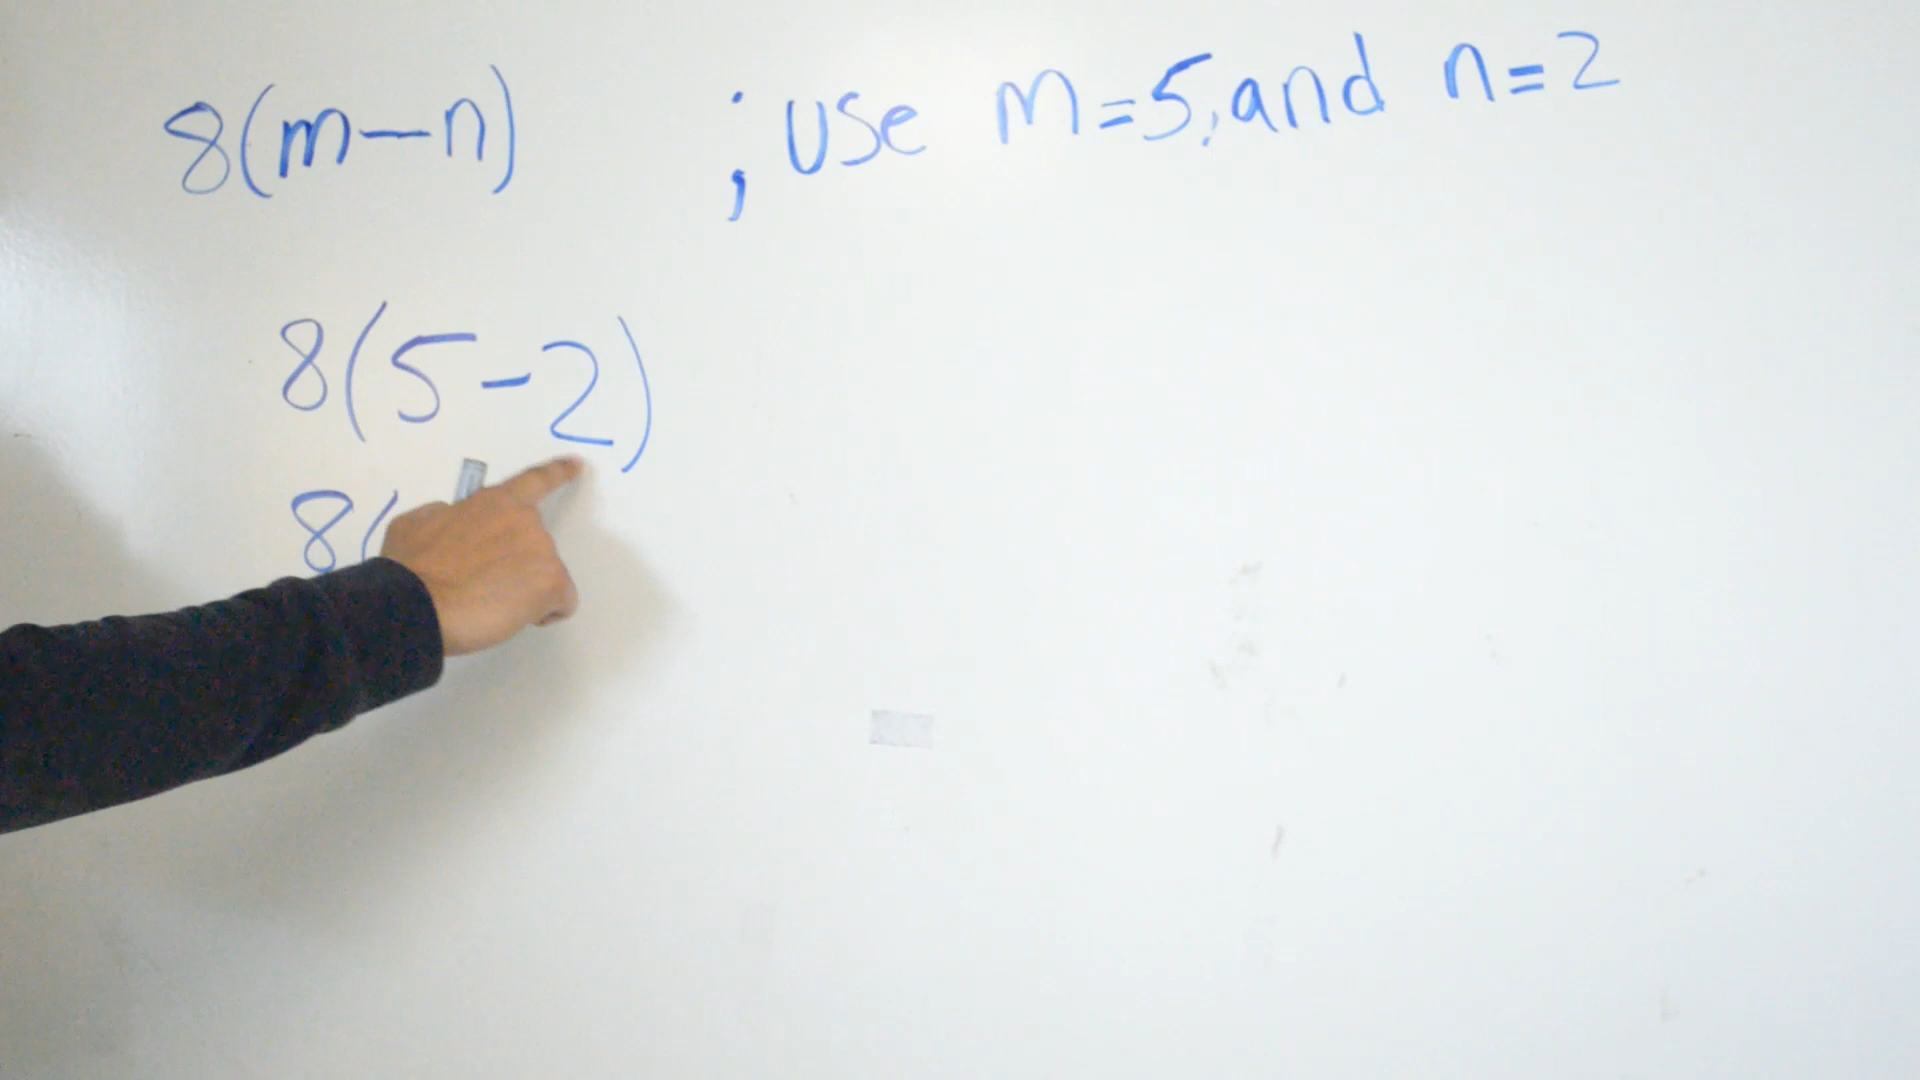 8(m-n) ; use m=5, and n=2
8(5-2)
8(